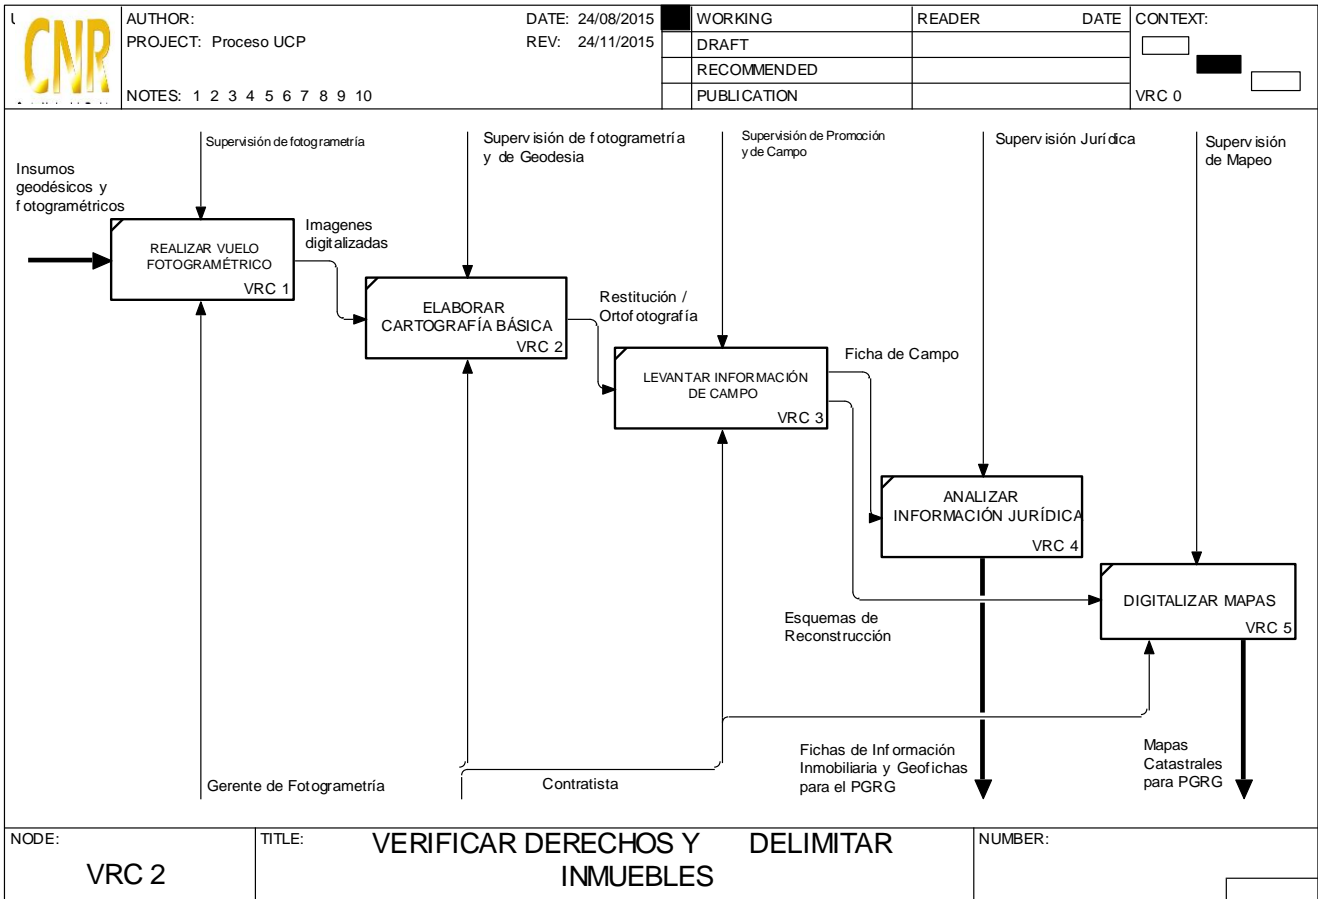 CNR
AUTHOR:
DATE: 24/08/2015
PROJECT: Proceso UCP
REV: 24/11/2015
NOTES: 1 2 3 4 5 6 7 8 9 10
WORKING
DRAFT
RECOMMENDED
PUBLICATION
READER DATE
CONTEXT:
VRC 0
Supervisión de fotogrametría
Supervisión de fotogrametría
y de Geodesia
Supervisión de Promoción
y de Campo
Supervisión Jurídica
Supervisión
de Mapeo
Insumos
geodésicos y
fotogramétricos
REALIZAR VUELO
FOTOGRAMÉTRICO
VRC 1
Imagenes
digitalizadas
ELABORAR
CARTOGRAFÍA BÁSICA
VRC 2
Restitución /
Ortofotografía
LEVANTAR INFORMACIÓN
DE CAMPO
VRC 3
Ficha de Campo
ANALIZAR
INFORMACIÓN JURÍDICA
VRC 4
DIGITALIZAR MAPAS
VRC 5
Esquemas de
Reconstrucción
Gerente de Fotogrametría
Contratista
Fichas de Información
Inmobiliaria y Geofichas
para el PGRG
Mapas
Catastrales
para PGRG
NODE:
VRC 2
TITLE:
VERIFICAR DERECHOS Y DELIMITAR
INMUEBLES
NUMBER: